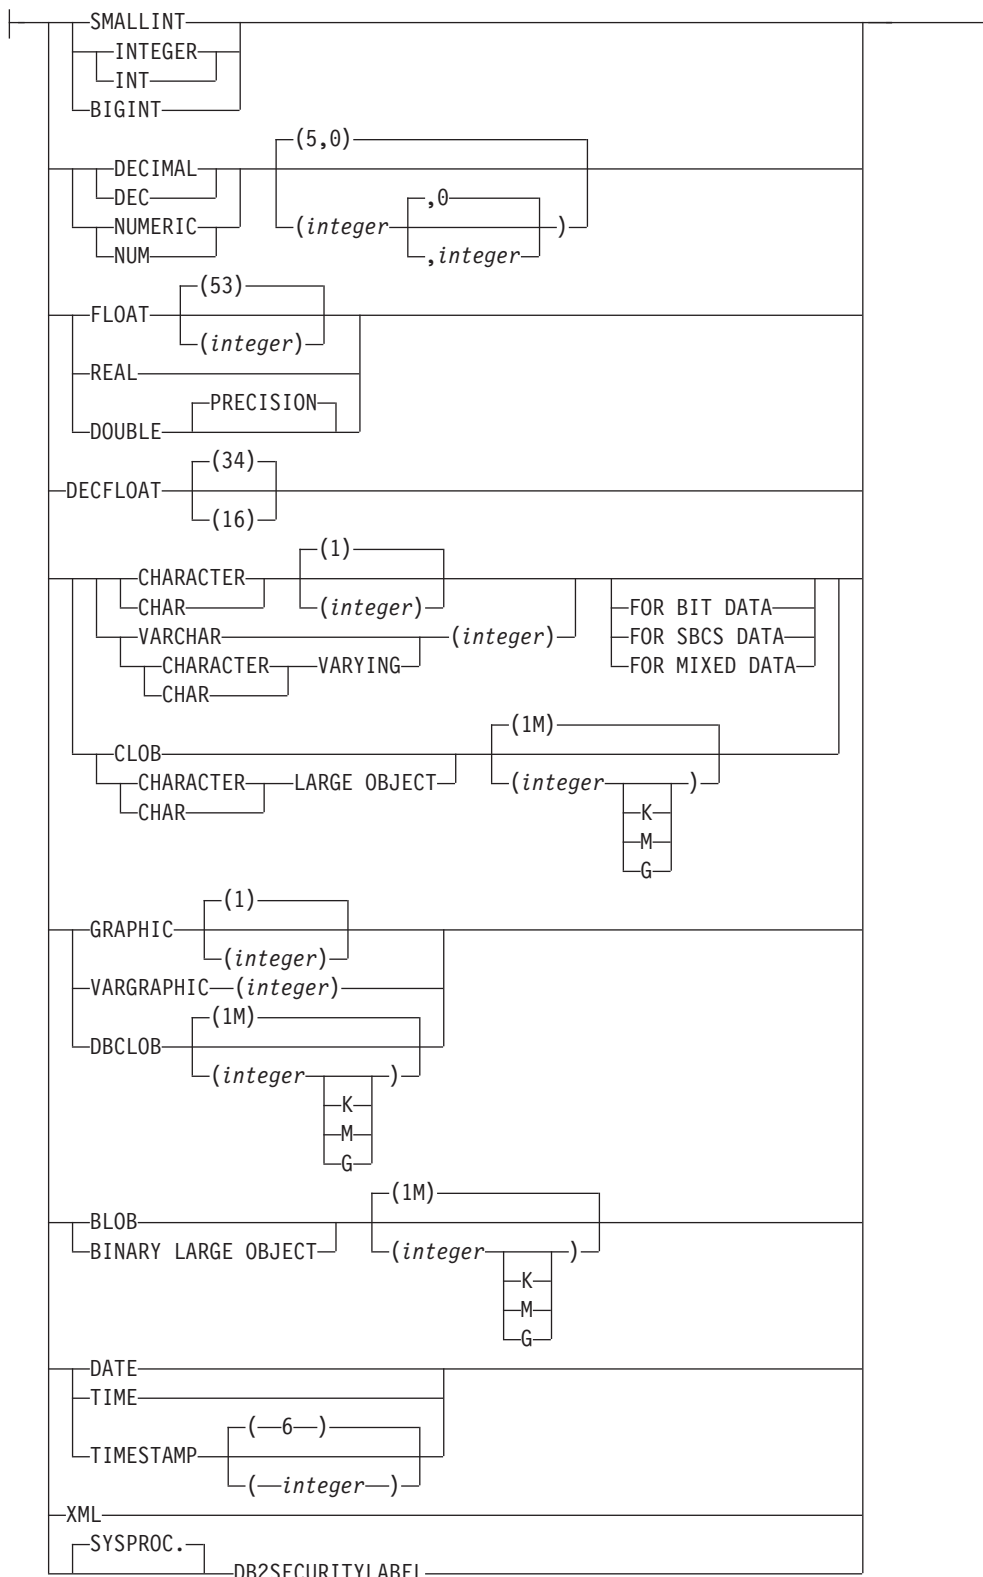 SMALLINT
INTEGER
INT
BIGINT
(5,0)
DECIMAL
DEC
,0
NUMERIC
(integer )
NUM
,integer
(53)
FLOAT
(integer)
REAL
PRECISION
DOUBLE
(34)
DECFLOAT
(16)
(1)
CHARACTER
CHAR (integer) FOR BIT DATA
VARCHAR (integer) FOR SBCS DATA
CHARACTER VARYING FOR MIXED DATA
CHAR
(1M)
CLOB
CHARACTER LARGE OBJECT (integer )
CHAR
K
M
G
(1)
GRAPHIC
(integer)
VARGRAPHIC (integer)
(1M)
DBCLOB
(integer )
K
M
G
(1M)
BLOB
BINARY LARGE OBJECT (integer )
K
M
G
DATE
TIME
( 6 )
TIMESTAMP
( integer )
XML
SYSPROC.
DB2SECURITYLABEL